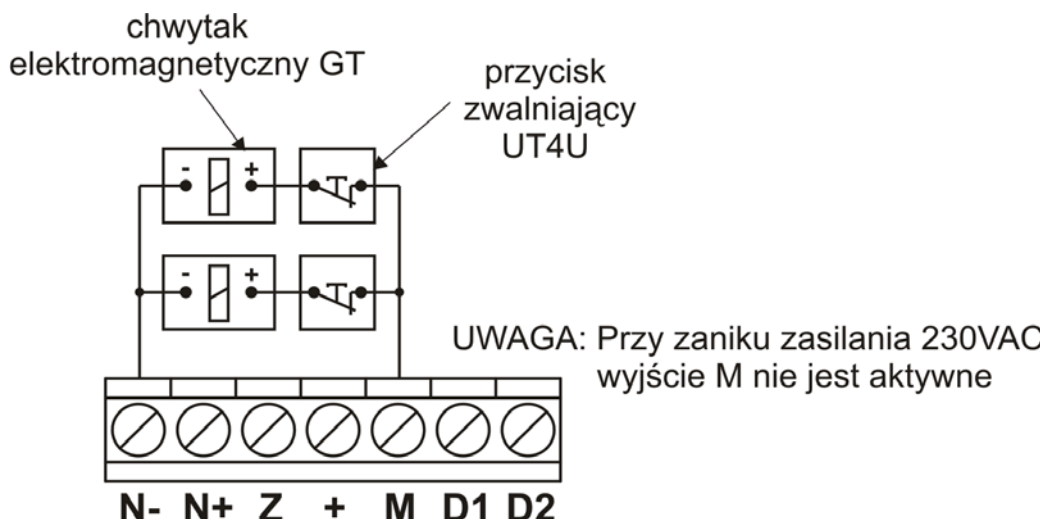 chwytak
elektromagnetyczny GT
przycisk
zwalniający
UT4U
- +
- +
UWAGA: Przy zaniku zasilania 230VAC
wyjście M nie jest aktywne
N- N+ Z + M D1 D2